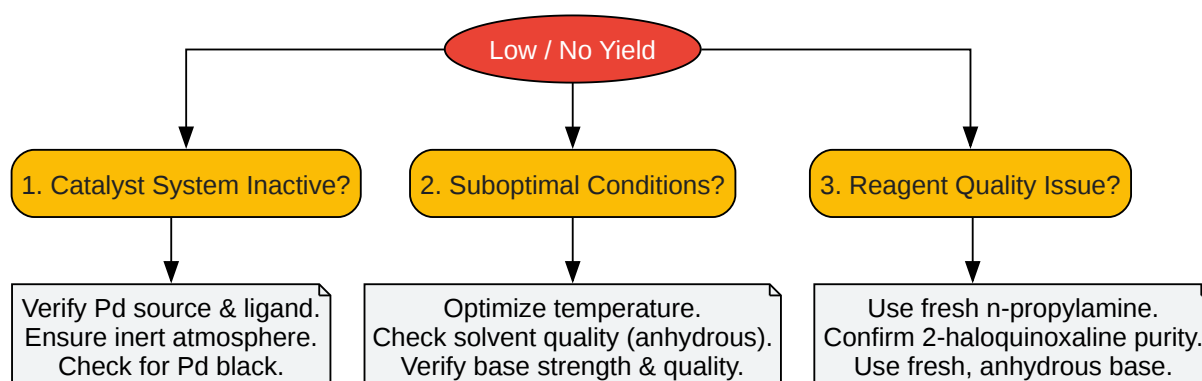 Low / No Yield
1. Catalyst System Inactive?
2. Suboptimal Conditions?
3. Reagent Quality Issue?
Verify Pd source & ligand.
Ensure inert atmosphere.
Check for Pd black.
Optimize temperature.
Check solvent quality (anhydrous).
Verify base strength & quality.
Use fresh n-propylamine.
Confirm 2-haloquinoxaline purity.
Use fresh, anhydrous base.